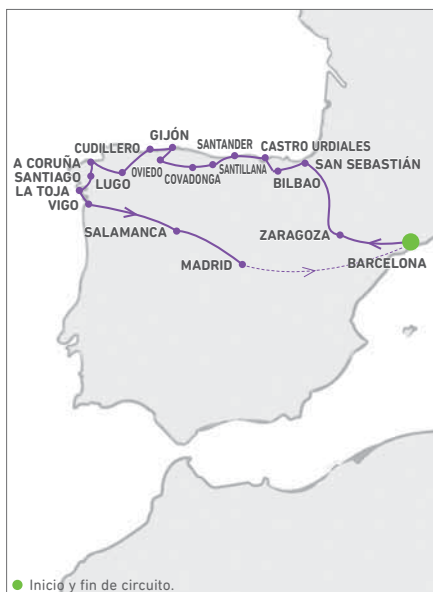 GIJÓN
CUDILLERO
SANTANDER
CASTRO URDIALES
A CORUÑA
OVIEDO
SANTILLANA
SAN SEBASTIÁN
SANTIAGO
LUGO
COVADONGA
BILBAO
LA TOJA
VIGO
SALAMANCA
ZARAGOZA
MADRID
BARCELONA
Inicio y fin de circuito.